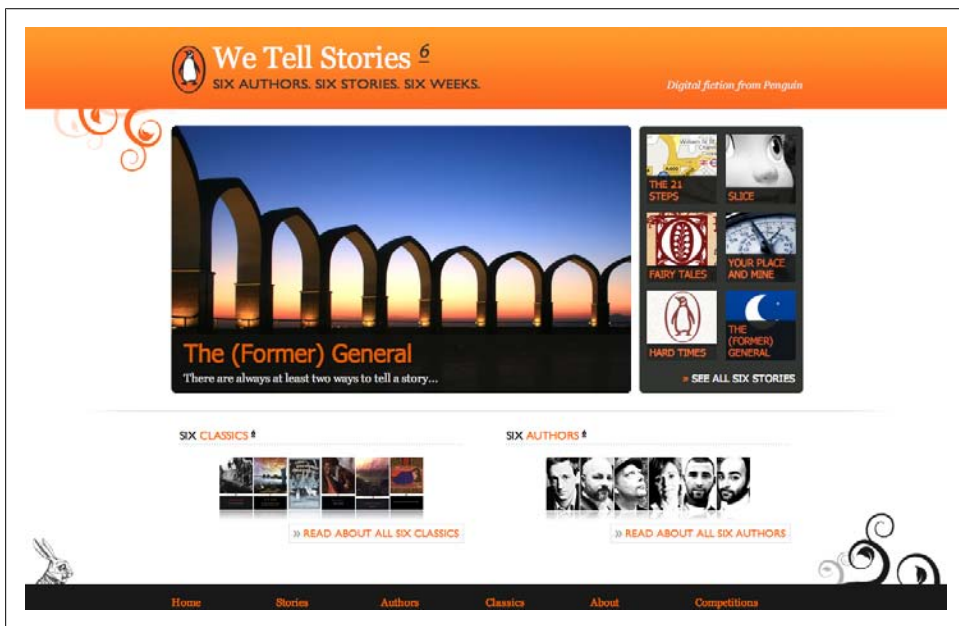 We Tell Stories 6
SIX AUTHORS. SIX STORIES. SIX WEEKS.
Digital fiction from Penguin
The (Former) General
There are always at least two ways to tell a story...
THE 21
STEPS
SLICE
FAIRY TALES
YOUR PLACE
AND MINE
HARD TIMES
THE
(FORMER)
GENERAL
» SEE ALL SIX STORIES
SIX CLASSICS 6
SIX AUTHORS 6
» READ ABOUT ALL SIX CLASSICS
» READ ABOUT ALL SIX AUTHORS
Home Stories Authors Classics About Competitions